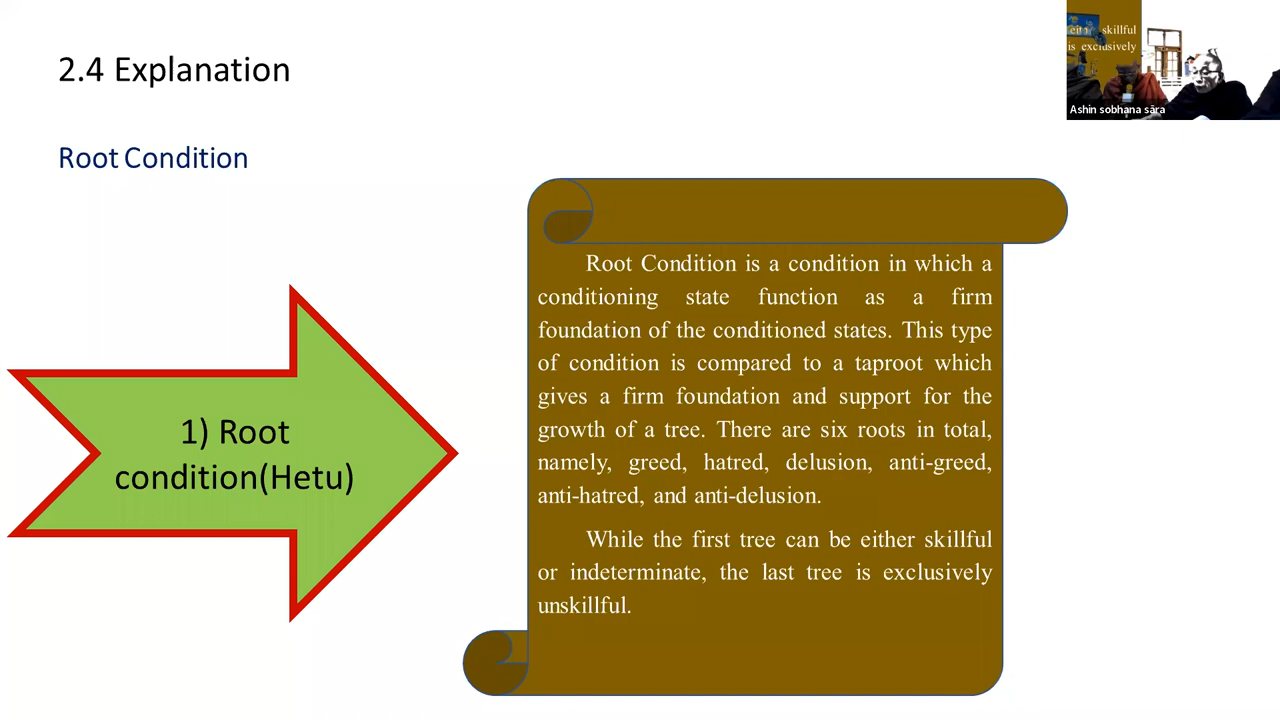 2.4 Explanation
Root Condition
1) Root
condition(Hetu)
Root Condition is a condition in which a
conditioning state function as a firm
foundation of the conditioned states. This type
of condition is compared to a taproot which
gives a firm foundation and support for the
growth of a tree. There are six roots in total,
namely, greed, hatred, delusion, anti-greed,
anti-hatred, and anti-delusion.
While the first tree can be either skillful
or indeterminate, the last tree is exclusively
unskillful.
skillful
is exclusively
Ashin sobhana sāra